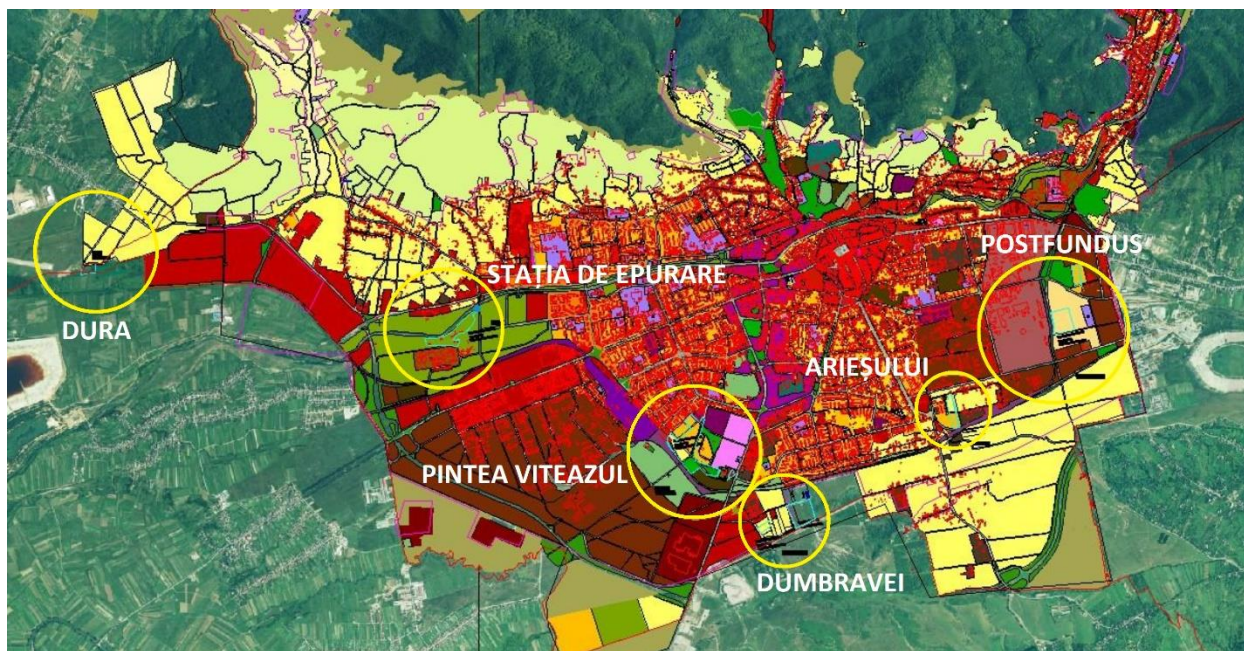 POSTFUNDUS
STAȚIA DE EPURARE
DURA
ARIEȘULUI
PINTEA VITEAZUL
DUMBRAVEI